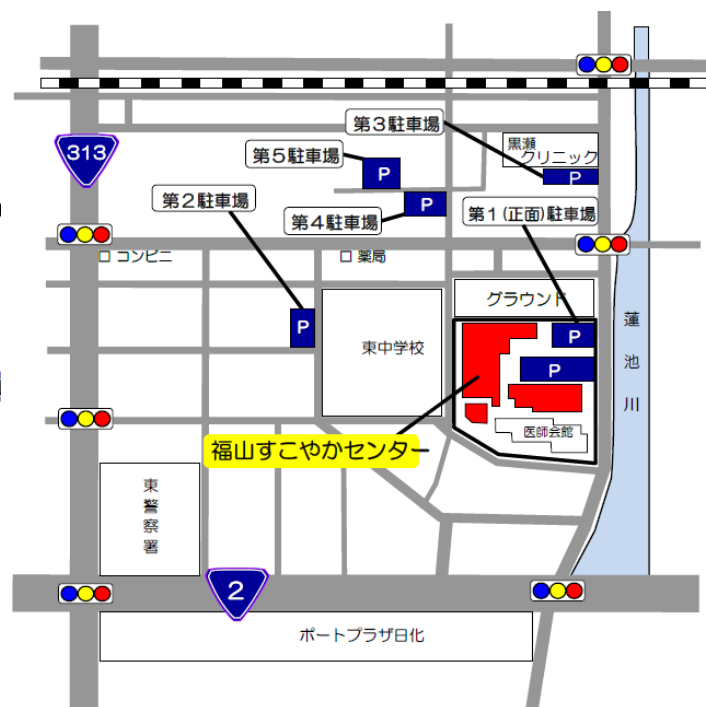 第3駐車場
黒瀬
クリニック
313
第5駐車場
P
P
第2駐車場
P
第4駐車場
第1(正面)駐車場
コンビニ
薬局
グラウンド
蓮池川
P
P
東中学校
P
医師会館
福山すこやかセンター
東警察署
2
ポートプラザ日化